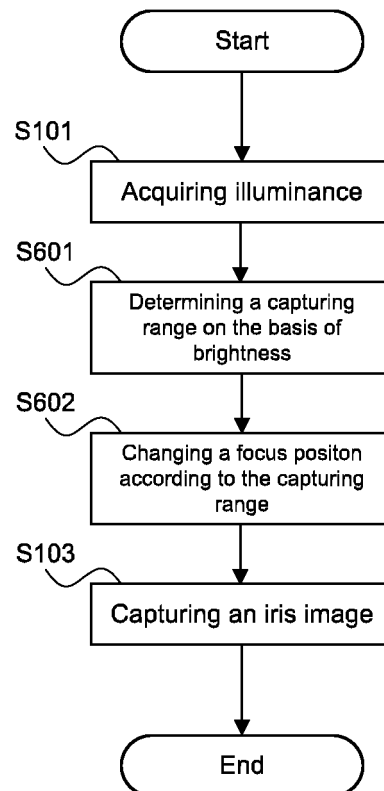 Start
S101
Acquiring illuminance
S601
Determining a capturing
range on the basis of
brightness
S602
Changing a focus positon
according to the capturing
range
S103
Capturing an iris image
End